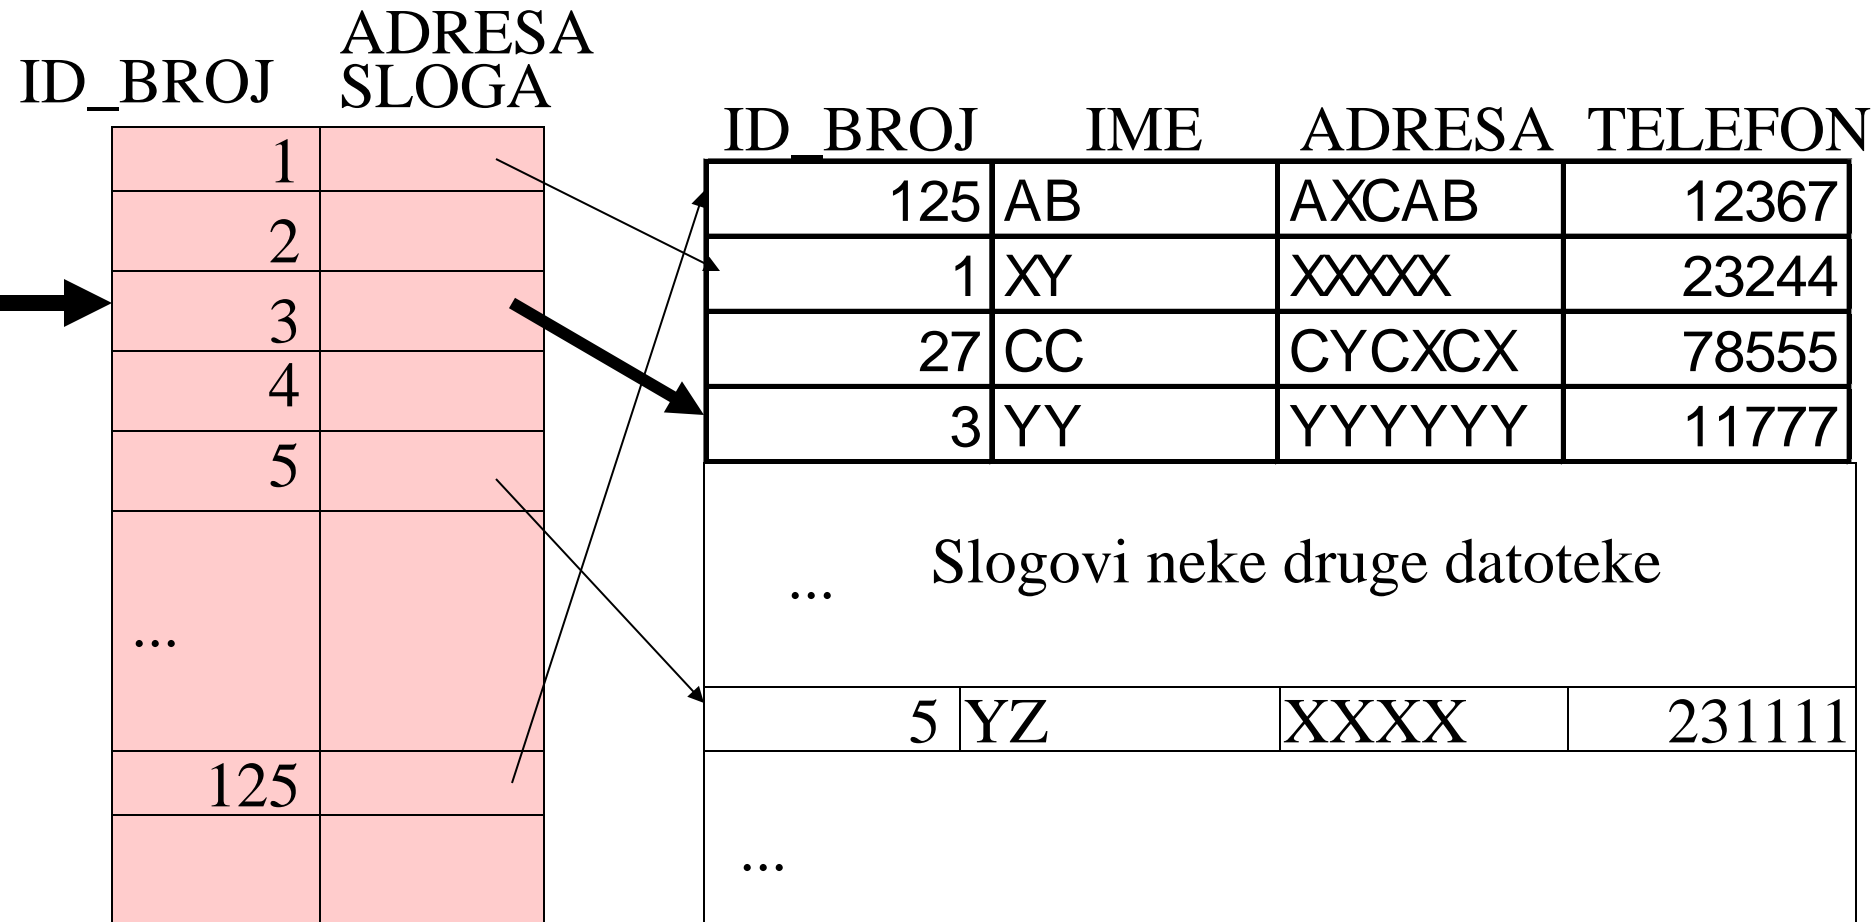 ID_BROJ ADRESA
SLOGA
1
2
3
4
5
...
125
ID_BROJ IME ADRESA TELEFON
125 AB AXCAB 12367
1 XY XXXXX 23244
27 CC CYCXCX 78555
3 YY YYYYYY 11777
... Slogovi neke druge datoteke
5 YZ XXXX 231111
...